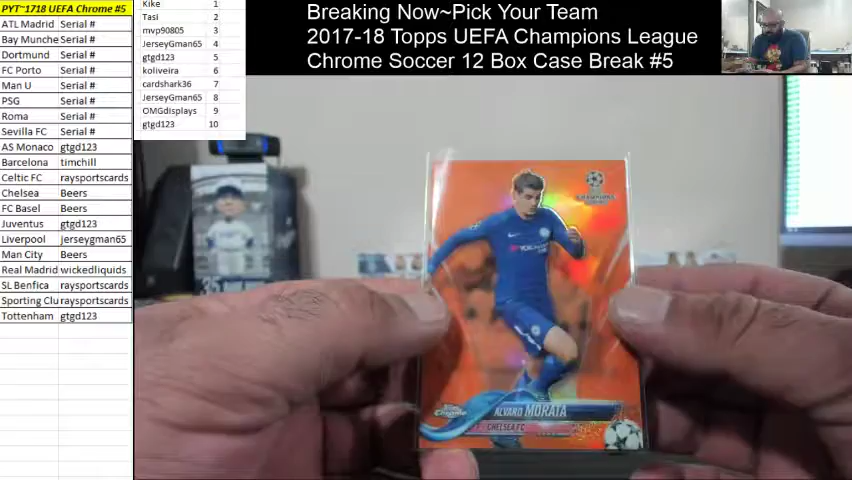 PYT~1718 UEFA Chrome #5
ATL Madrid Serial #
Bay Munche Serial #
Dortmund Serial #
FC Porto Serial #
Man U Serial #
PSG Serial #
Roma Serial #
Sevilla FC Serial #
AS Monaco gtgd123
Barcelona timchill
Celtic FC raysportscards
Chelsea Beers
FC Basel Beers
Juventus gtgd123
Liverpool jerseygman65
Man City Beers
Real Madrid wickedliquids
SL Benfica raysportscards
Sporting Clu raysportscards
Tottenham gtgd123
Kike 1
Tasi 2
mvp90805 3
JerseyGman65 4
gtgd123 5
koliveira 6
cardshark36 7
JerseyGman65 8
OMGdisplays 9
gtgd123 10
Breaking Now~Pick Your Team
2017-18 Topps UEFA Champions League
Chrome Soccer 12 Box Case Break #5
CHAMPIONS
LEAGUE
Topps
Chrome
ALVARO MORATA
CHELSEA FC
35